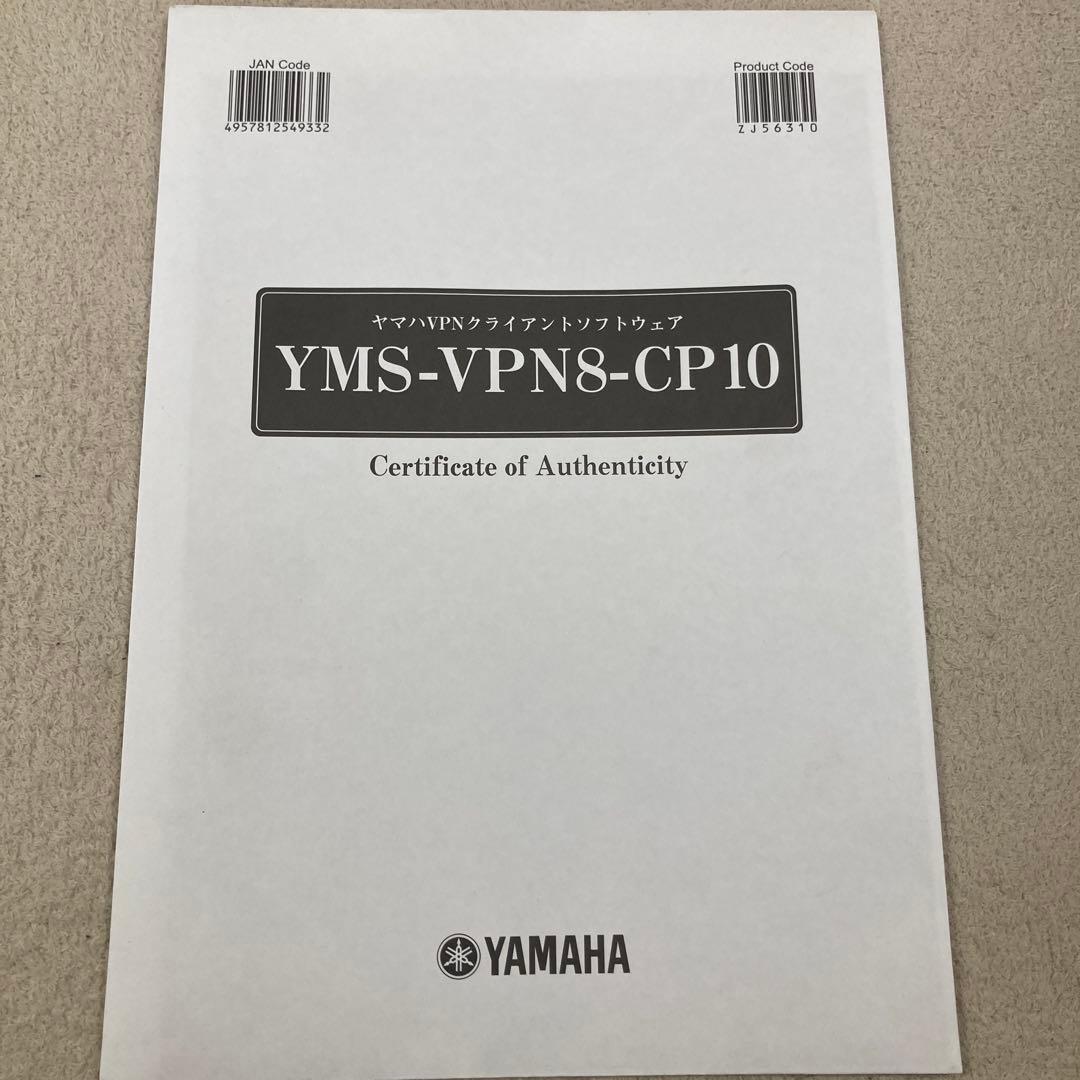 JAN Code
4957812549332
Product Code
ZJ56310
ヤマハVPNクライアントソフトウェア
YMS-VPN8-CP10
Certificate of Authenticity
YAMAHA